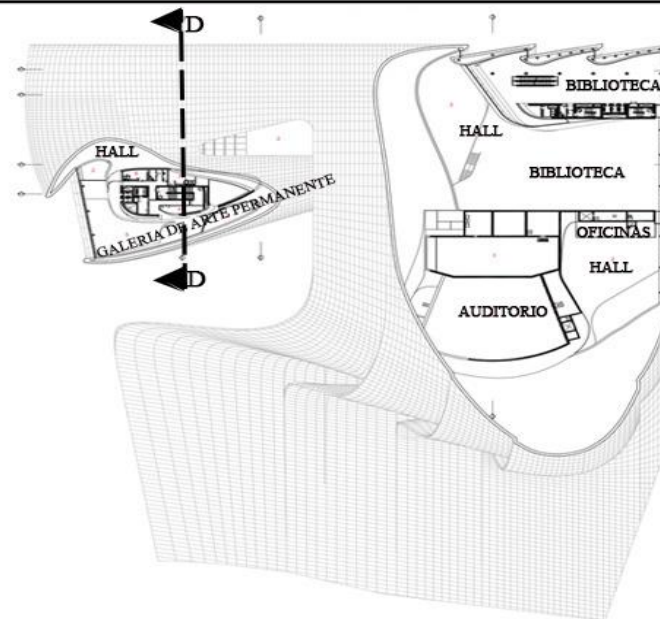 D
BIBLIOTECA
HALL
HALL
BIBLIOTECA
GALERIA DE ARTE PERMANENTE
OFICINAS
HALL
D
AUDITORIO